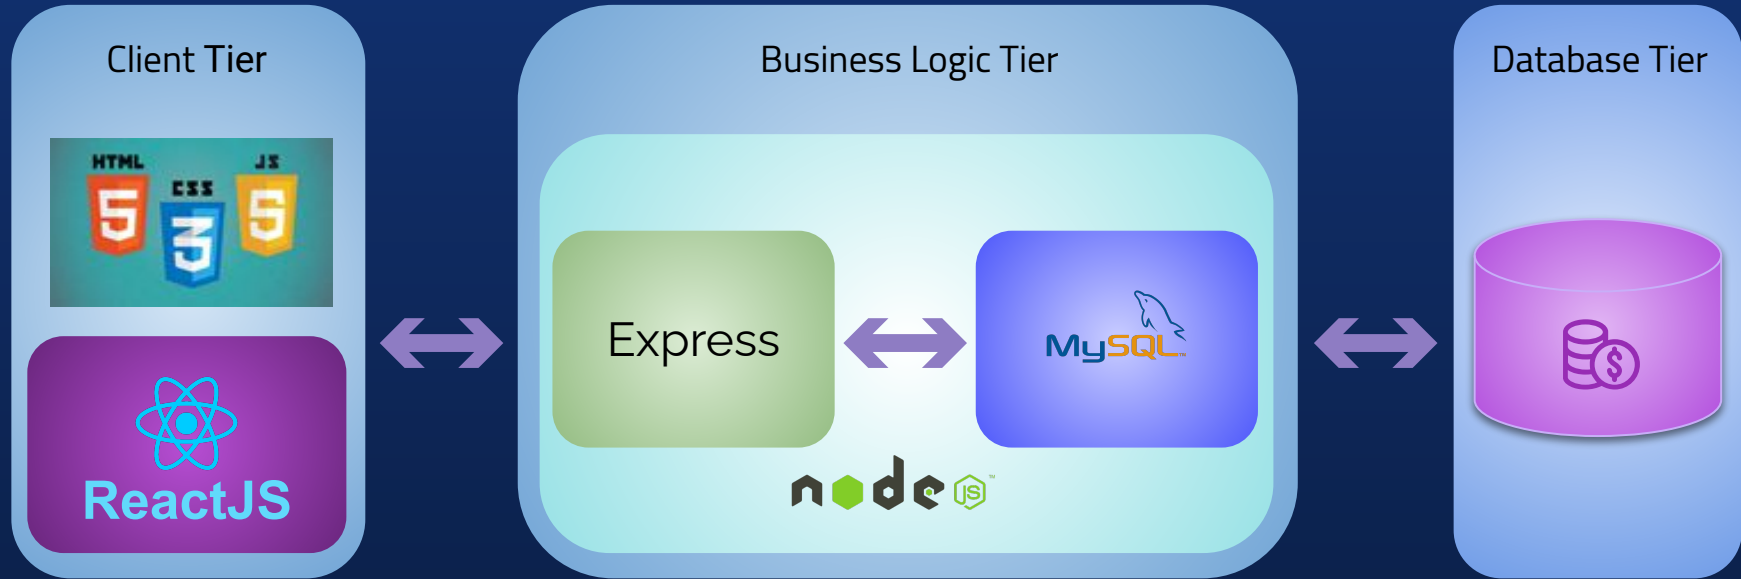 Client Tier
HTML
CSS
JS
5
3
5
ReactJS
Business Logic Tier
Express
MySQL
node
JS
Database Tier
$